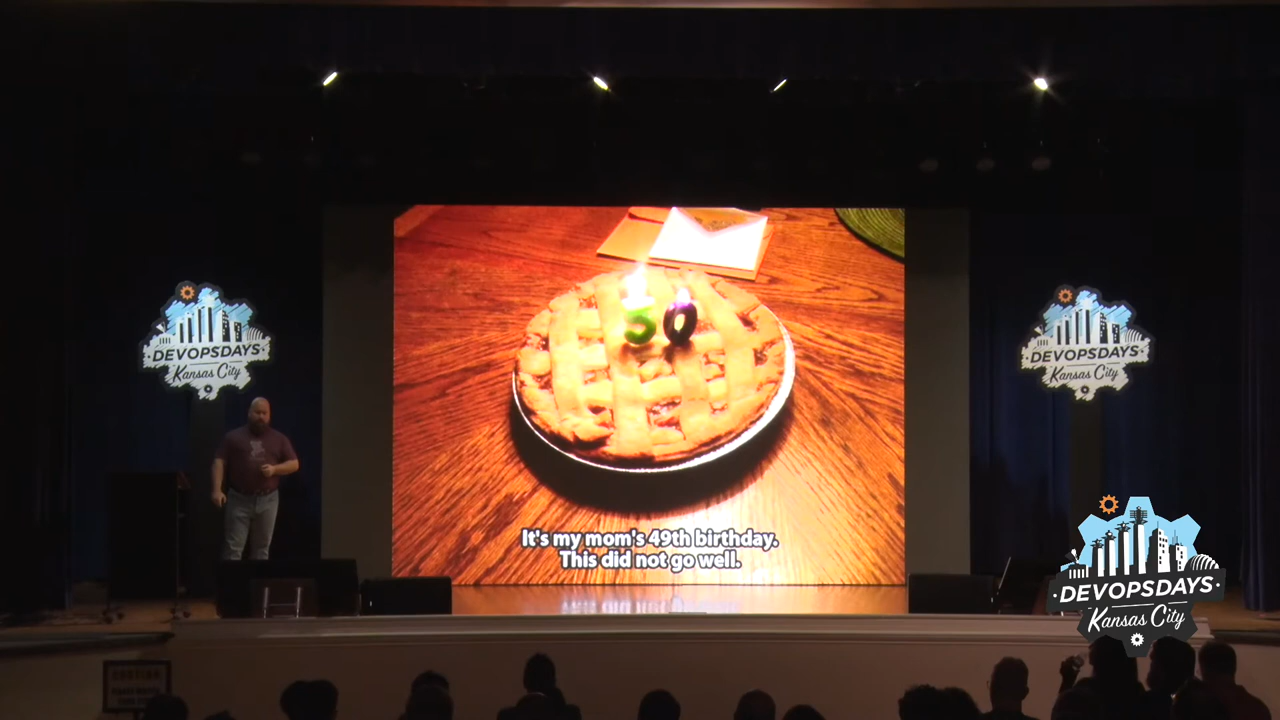 DEVOPSDAYS
Kansas City
50
It's my mom's 49th birthday.
This did not go well.
DEVOPSDAYS
Kansas City
· DEVOPSDAYS ·
Kansas City